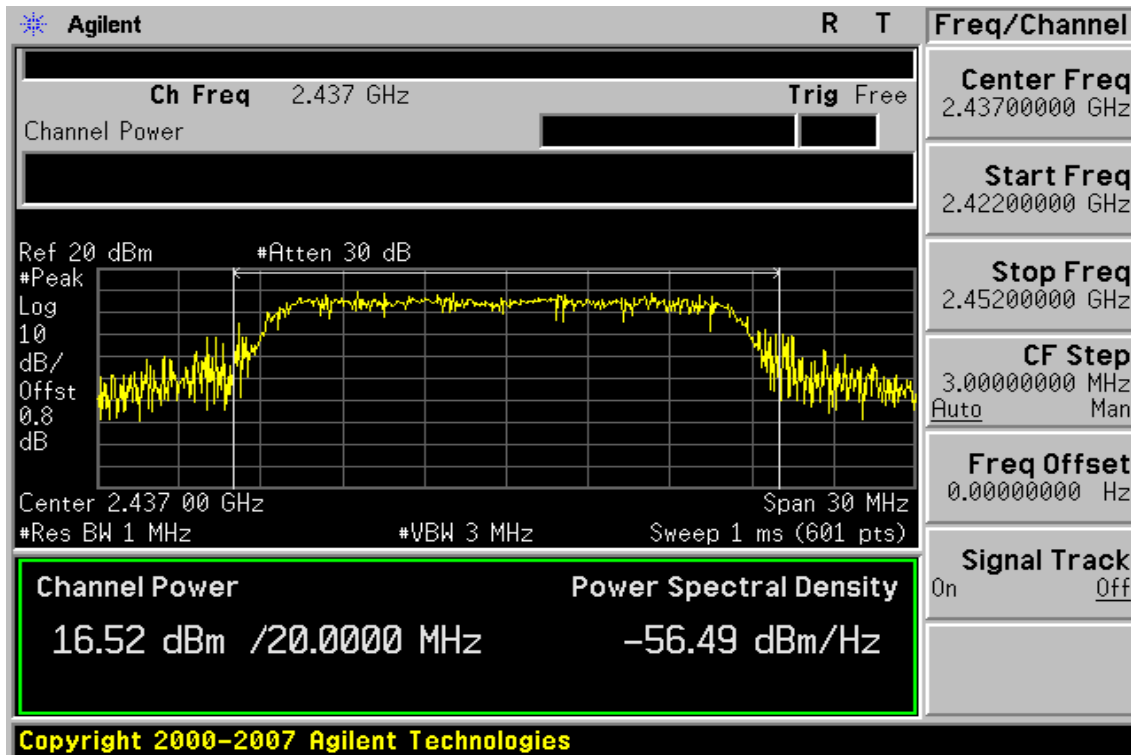 Agilent R T Freq/Channel
Ch Freq 2.437 GHz Trig Free
Channel Power
Center Freq
2.43700000 GHz
Start Freq
2.42200000 GHz
Stop Freq
2.45200000 GHz
CF Step
3.00000000 MHz
Auto Man
Freq Offset
0.00000000 Hz
Signal Track
On Off
Ref 20 dBm #Atten 30 dB
#Peak
Log
10
dB/
Offst
0.8
dB
Center 2.437 00 GHz Span 30 MHz
#Res BW 1 MHz #VBW 3 MHz Sweep 1 ms (601 pts)
Channel Power Power Spectral Density
16.52 dBm /20.0000 MHz -56.49 dBm/Hz
Copyright 2000-2007 Agilent Technologies